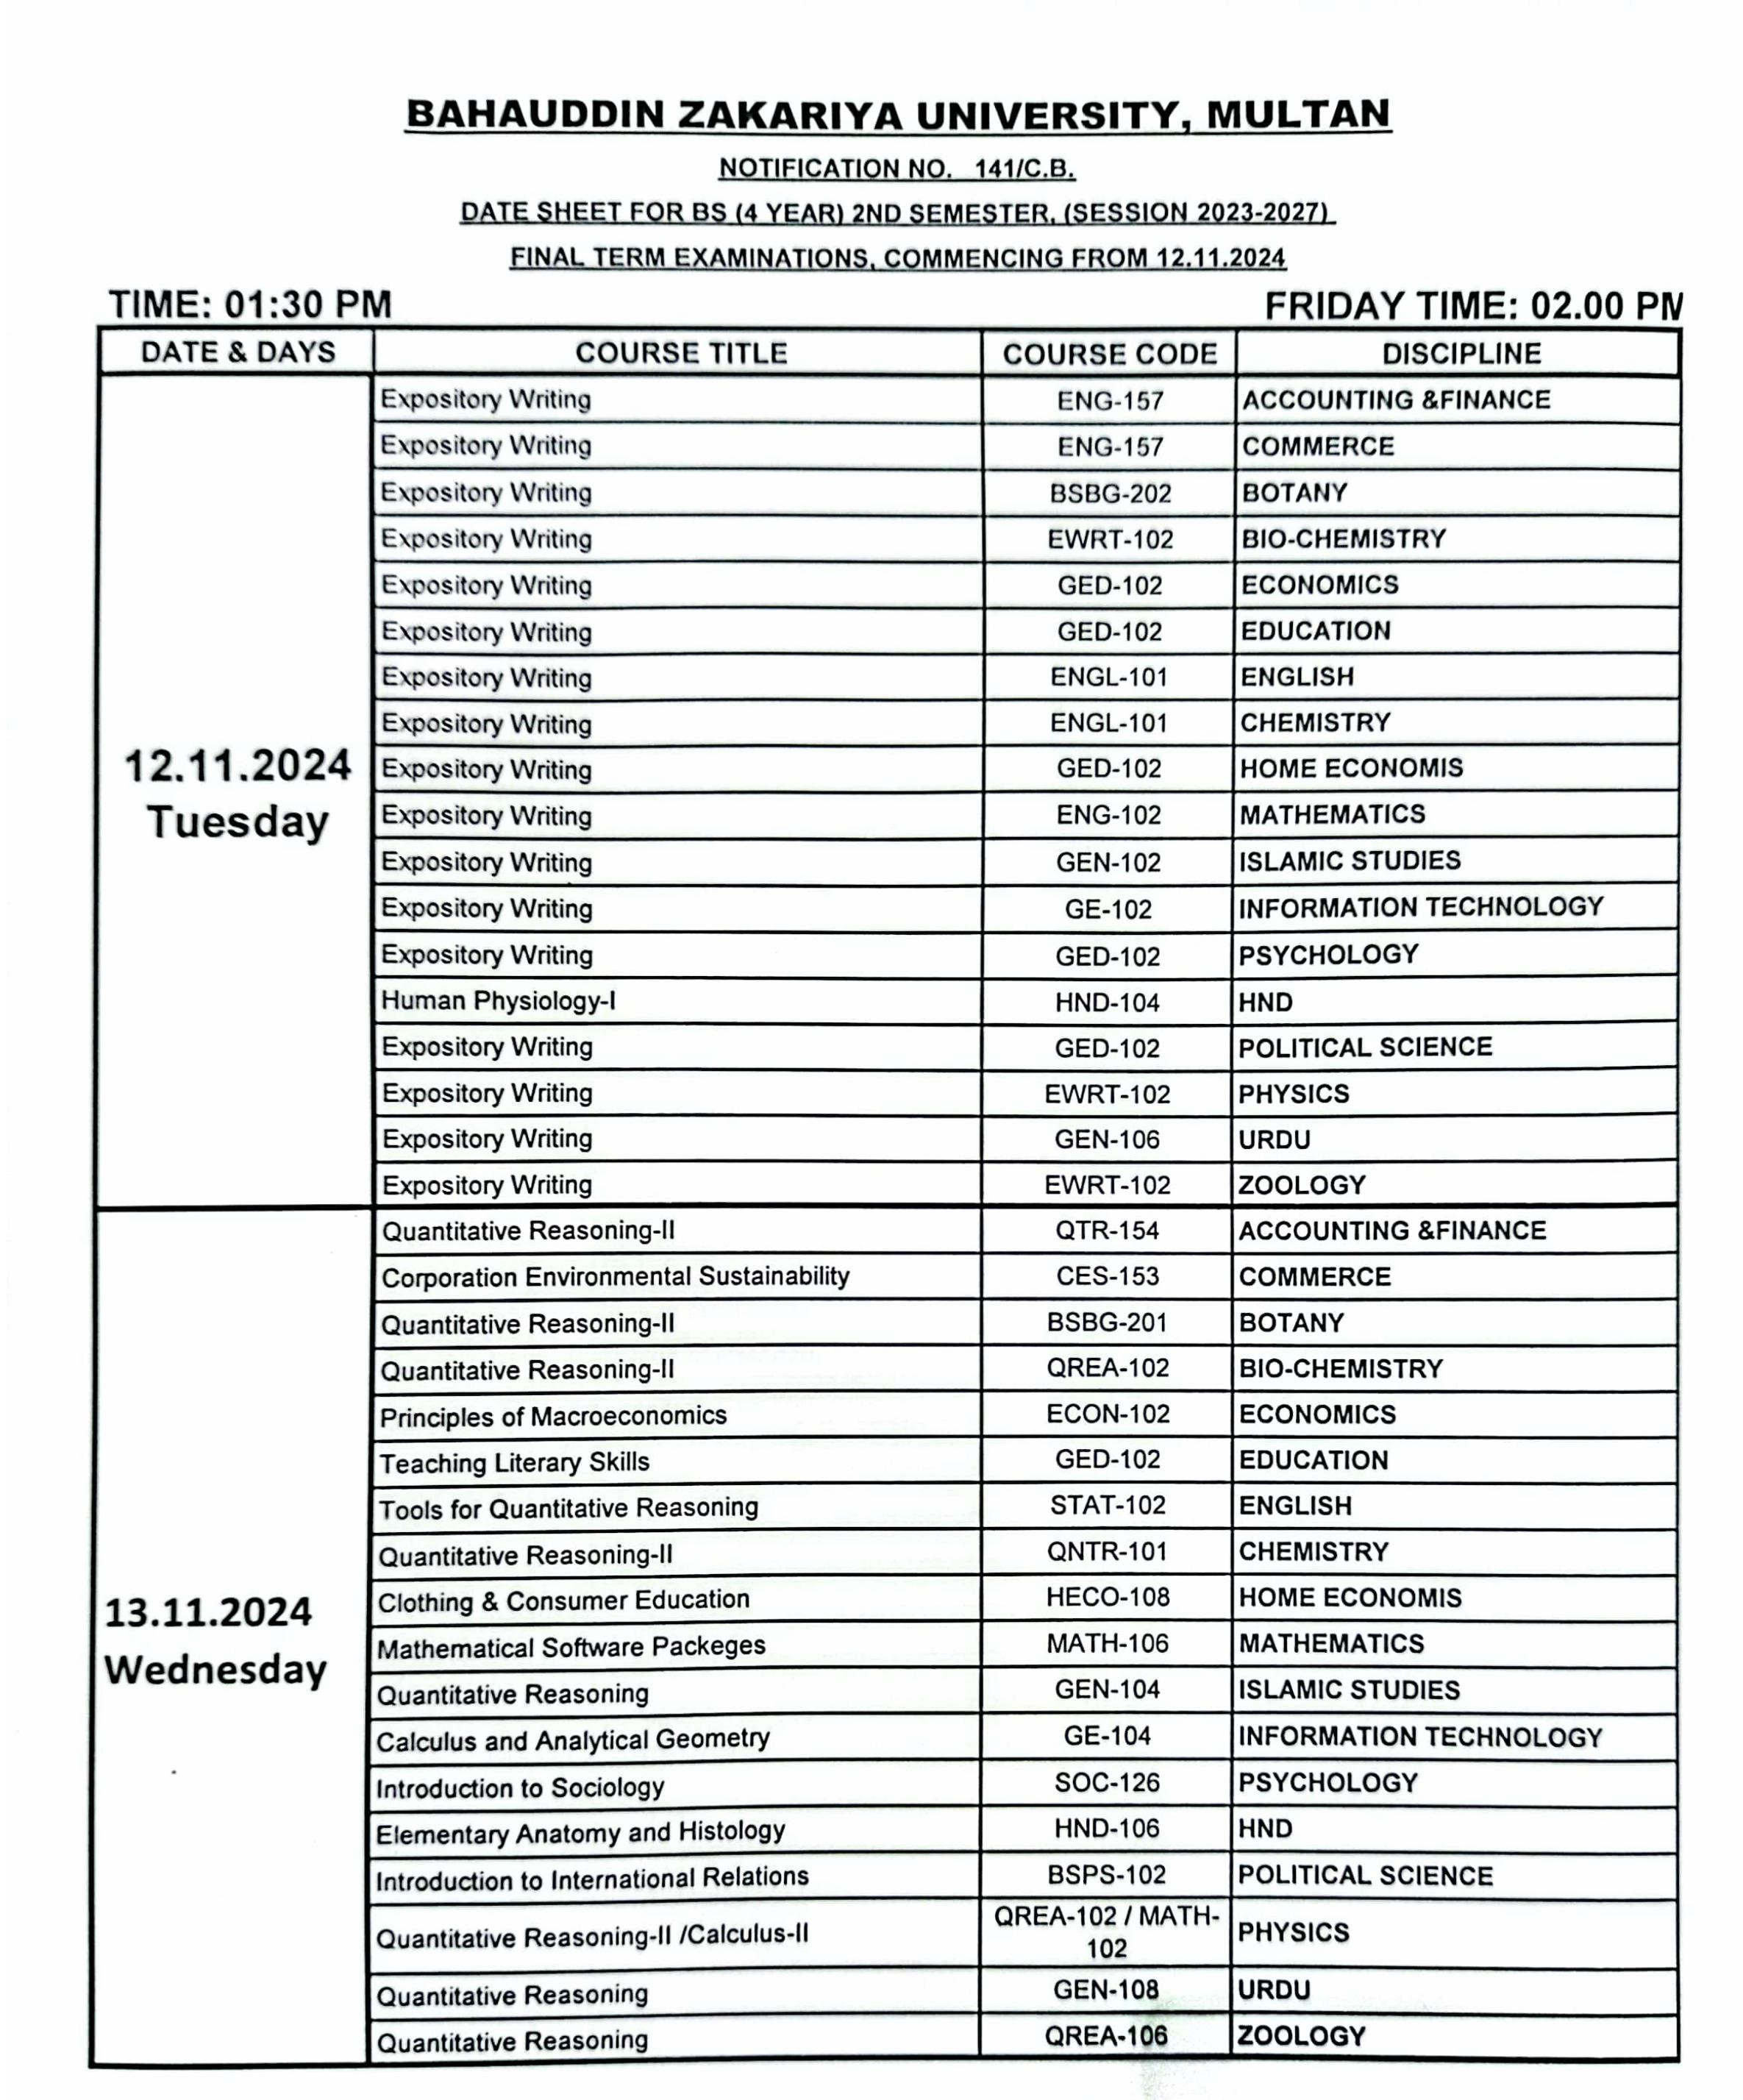 BAHAUDDIN ZAKARIYA UNIVERSITY, MULTAN
NOTIFICATION NO. 141/C.B.
DATE SHEET FOR BS (4 YEAR) 2ND SEMESTER, (SESSION 2023-2027)
FINAL TERM EXAMINATIONS, COMMENCING FROM 12.11.2024
TIME: 01:30 PM FRIDAY TIME: 02.00 PM
DATE & DAYS COURSE TITLE COURSE CODE DISCIPLINE
12.11.2024
Tuesday
Expository Writing ENG-157 ACCOUNTING &FINANCE
Expository Writing ENG-157 COMMERCE
Expository Writing BSBG-202 BOTANY
Expository Writing EWRT-102 BIO-CHEMISTRY
Expository Writing GED-102 ECONOMICS
Expository Writing GED-102 EDUCATION
Expository Writing ENGL-101 ENGLISH
Expository Writing ENGL-101 CHEMISTRY
Expository Writing GED-102 HOME ECONOMIS
Expository Writing ENG-102 MATHEMATICS
Expository Writing GEN-102 ISLAMIC STUDIES
Expository Writing GE-102 INFORMATION TECHNOLOGY
Expository Writing GED-102 PSYCHOLOGY
Human Physiology-I HND-104 HND
Expository Writing GED-102 POLITICAL SCIENCE
Expository Writing EWRT-102 PHYSICS
Expository Writing GEN-106 URDU
Expository Writing EWRT-102 ZOOLOGY
13.11.2024
Wednesday
Quantitative Reasoning-II QTR-154 ACCOUNTING &FINANCE
Corporation Environmental Sustainability CES-153 COMMERCE
Quantitative Reasoning-II BSBG-201 BOTANY
Quantitative Reasoning-II QREA-102 BIO-CHEMISTRY
Principles of Macroeconomics ECON-102 ECONOMICS
Teaching Literary Skills GED-102 EDUCATION
Tools for Quantitative Reasoning STAT-102 ENGLISH
Quantitative Reasoning-II QNTR-101 CHEMISTRY
Clothing & Consumer Education HECO-108 HOME ECONOMIS
Mathematical Software Packeges MATH-106 MATHEMATICS
Quantitative Reasoning GEN-104 ISLAMIC STUDIES
Calculus and Analytical Geometry GE-104 INFORMATION TECHNOLOGY
Introduction to Sociology SOC-126 PSYCHOLOGY
Elementary Anatomy and Histology HND-106 HND
Introduction to International Relations BSPS-102 POLITICAL SCIENCE
Quantitative Reasoning-II /Calculus-II QREA-102 / MATH-102 PHYSICS
Quantitative Reasoning GEN-108 URDU
Quantitative Reasoning QREA-106 ZOOLOGY